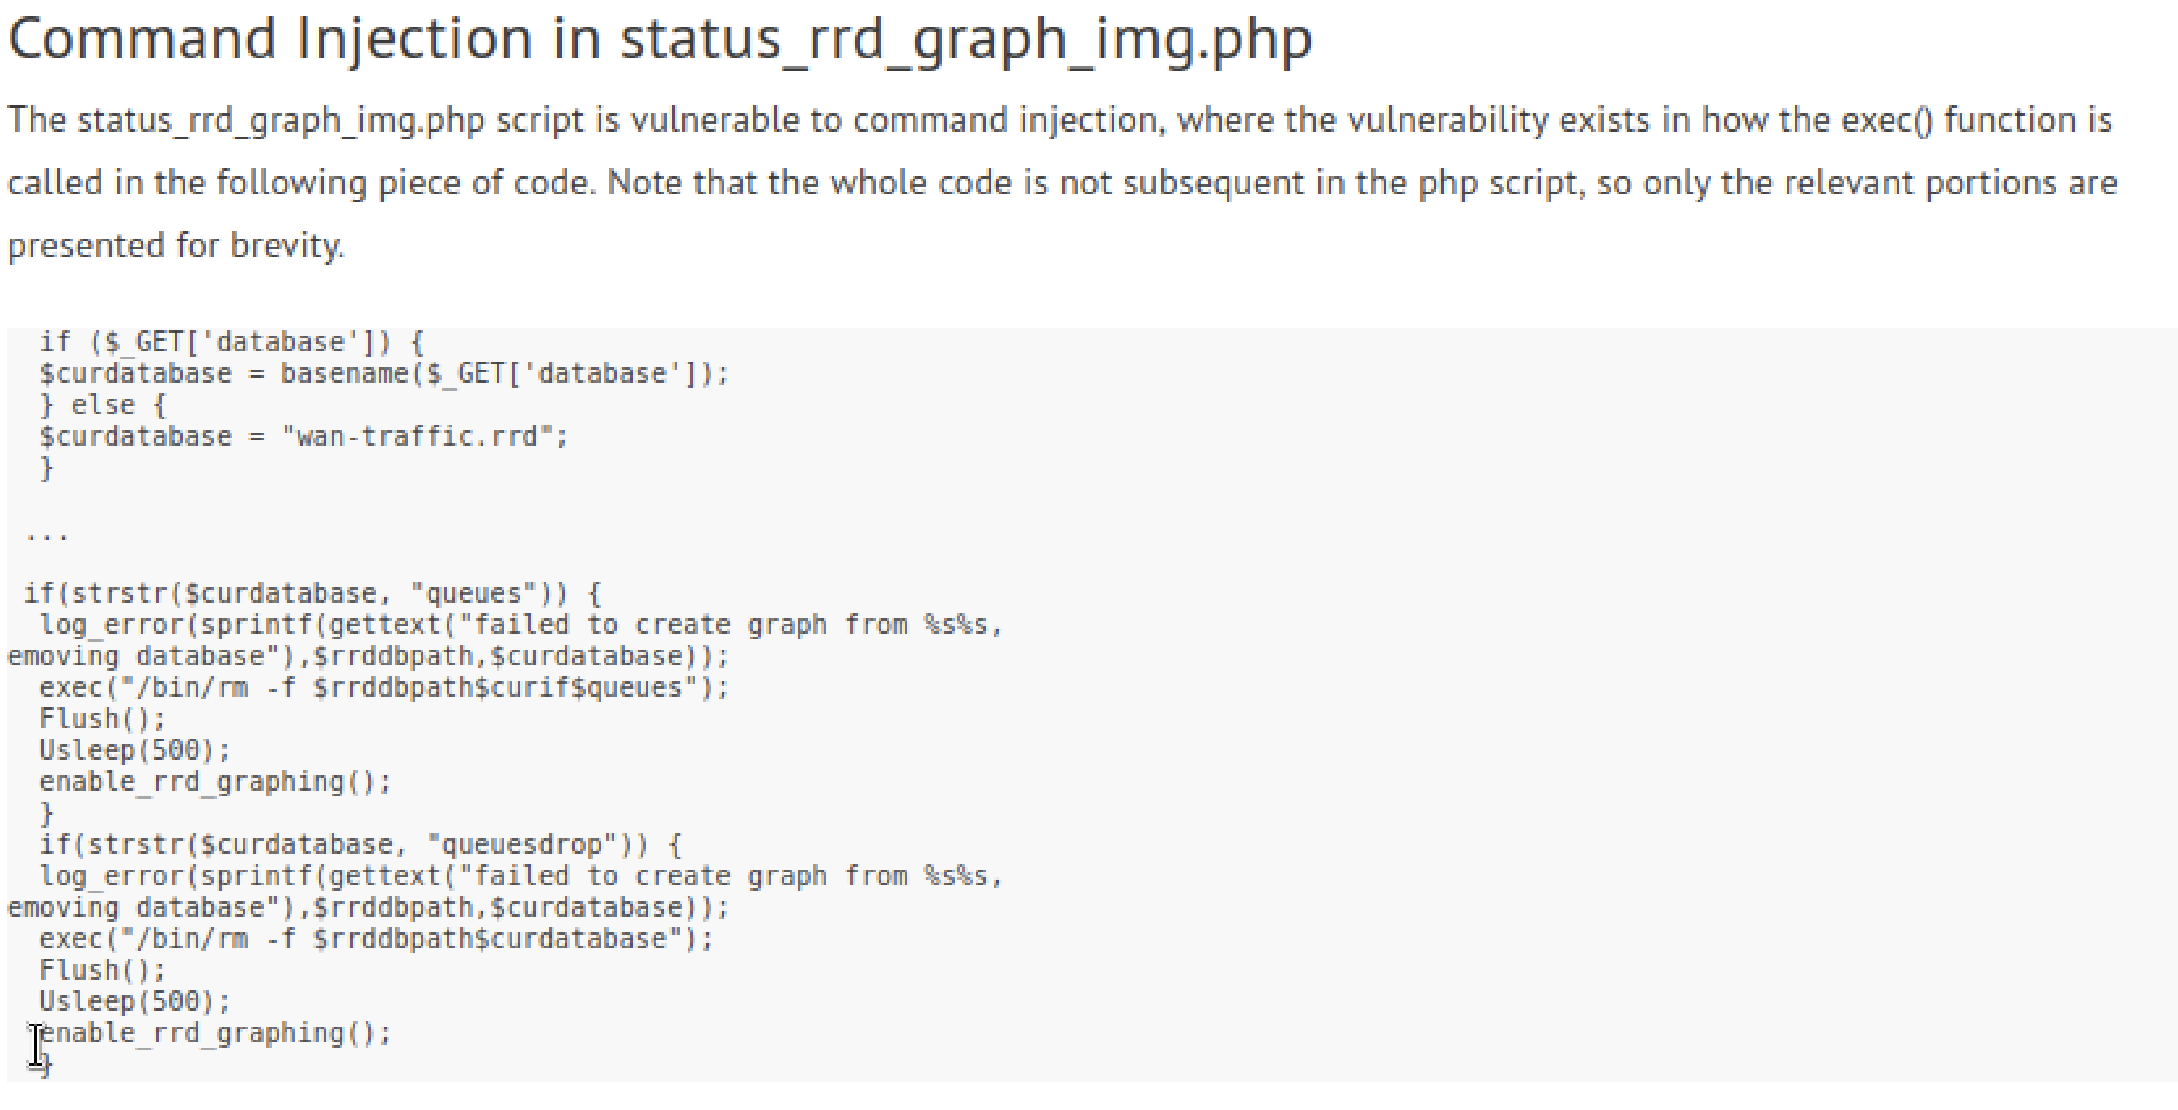 Command Injection in status_rrd_graph_img.php
The status_rrd_graph_img.php script is vulnerable to command injection, where the vulnerability exists in how the exec() function is
called in the following piece of code. Note that the whole code is not subsequent in the php script, so only the relevant portions are
presented for brevity.
if ($_GET['database']) {
$curdatabase = basename($_GET['database']);
} else {
$curdatabase = "wan-traffic.rrd";
}
...
if(strstr($curdatabase, "queues")) {
log_error(sprintf(gettext("failed to create graph from %s%s,
emoving database"),$rrddbpath,$curdatabase));
exec("/bin/rm -f $rrddbpath$curif$queues");
Flush();
Usleep(500);
enable_rrd_graphing();
}
if(strstr($curdatabase, "queuesdrop")) {
log_error(sprintf(gettext("failed to create graph from %s%s,
emoving database"),$rrddbpath,$curdatabase));
exec("/bin/rm -f $rrddbpath$curdatabase");
Flush();
Usleep(500);
enable_rrd_graphing();
}